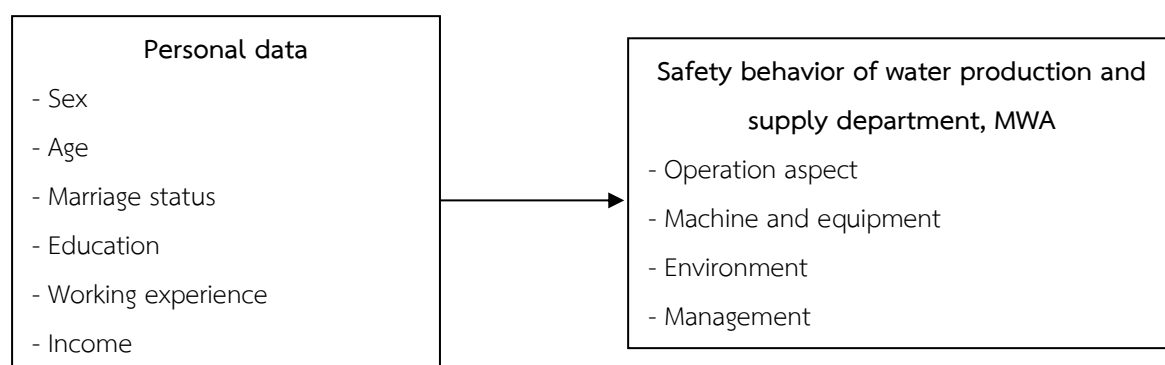 Personal data
- Sex
- Age
- Marriage status
- Education
- Working experience
- Income
Safety behavior of water production and
supply department, MWA
- Operation aspect
- Machine and equipment
- Environment
- Management